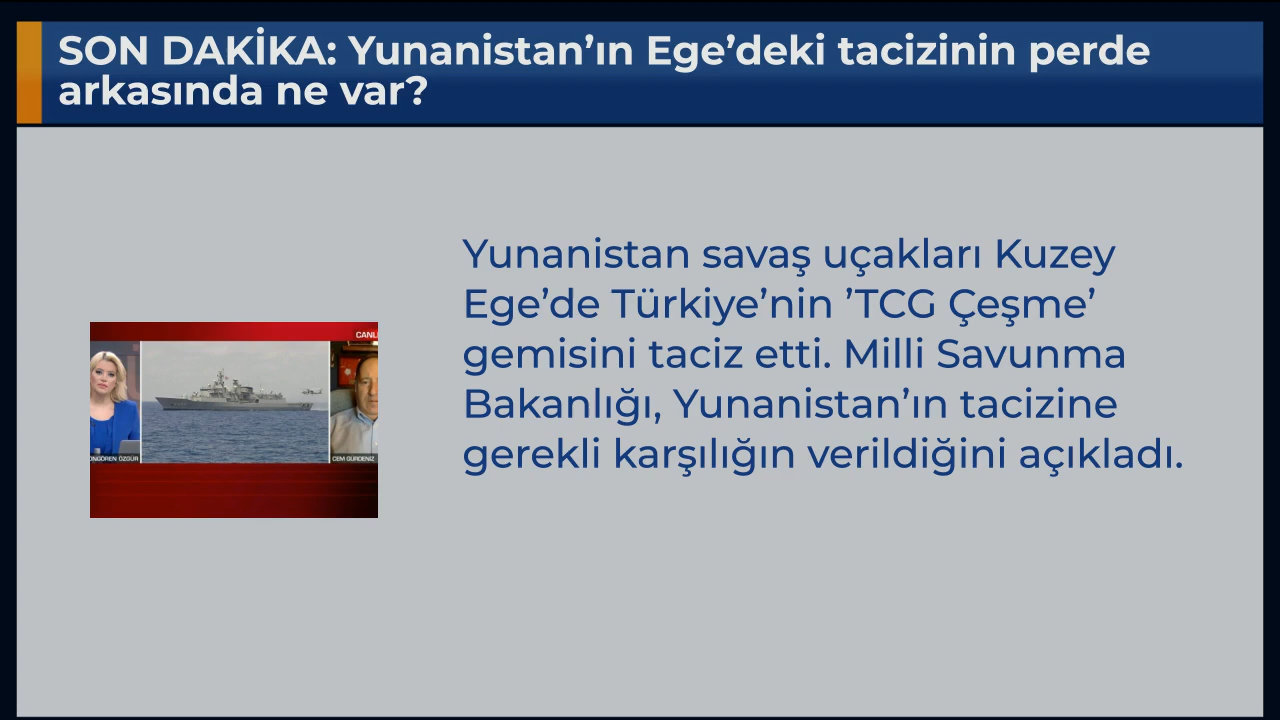 SON DAKİKA: Yunanistan’ın Ege’deki tacizinin perde
arkasında ne var?
Yunanistan savaş uçakları Kuzey
Ege’de Türkiye’nin ’TCG Çeşme’
gemisini taciz etti. Milli Savunma
Bakanlığı, Yunanistan’ın tacizine
gerekli karşılığın verildiğini açıkladı.
CANLI
ONGÖREN ÖZGÜR
CEM GÜRDENİZ